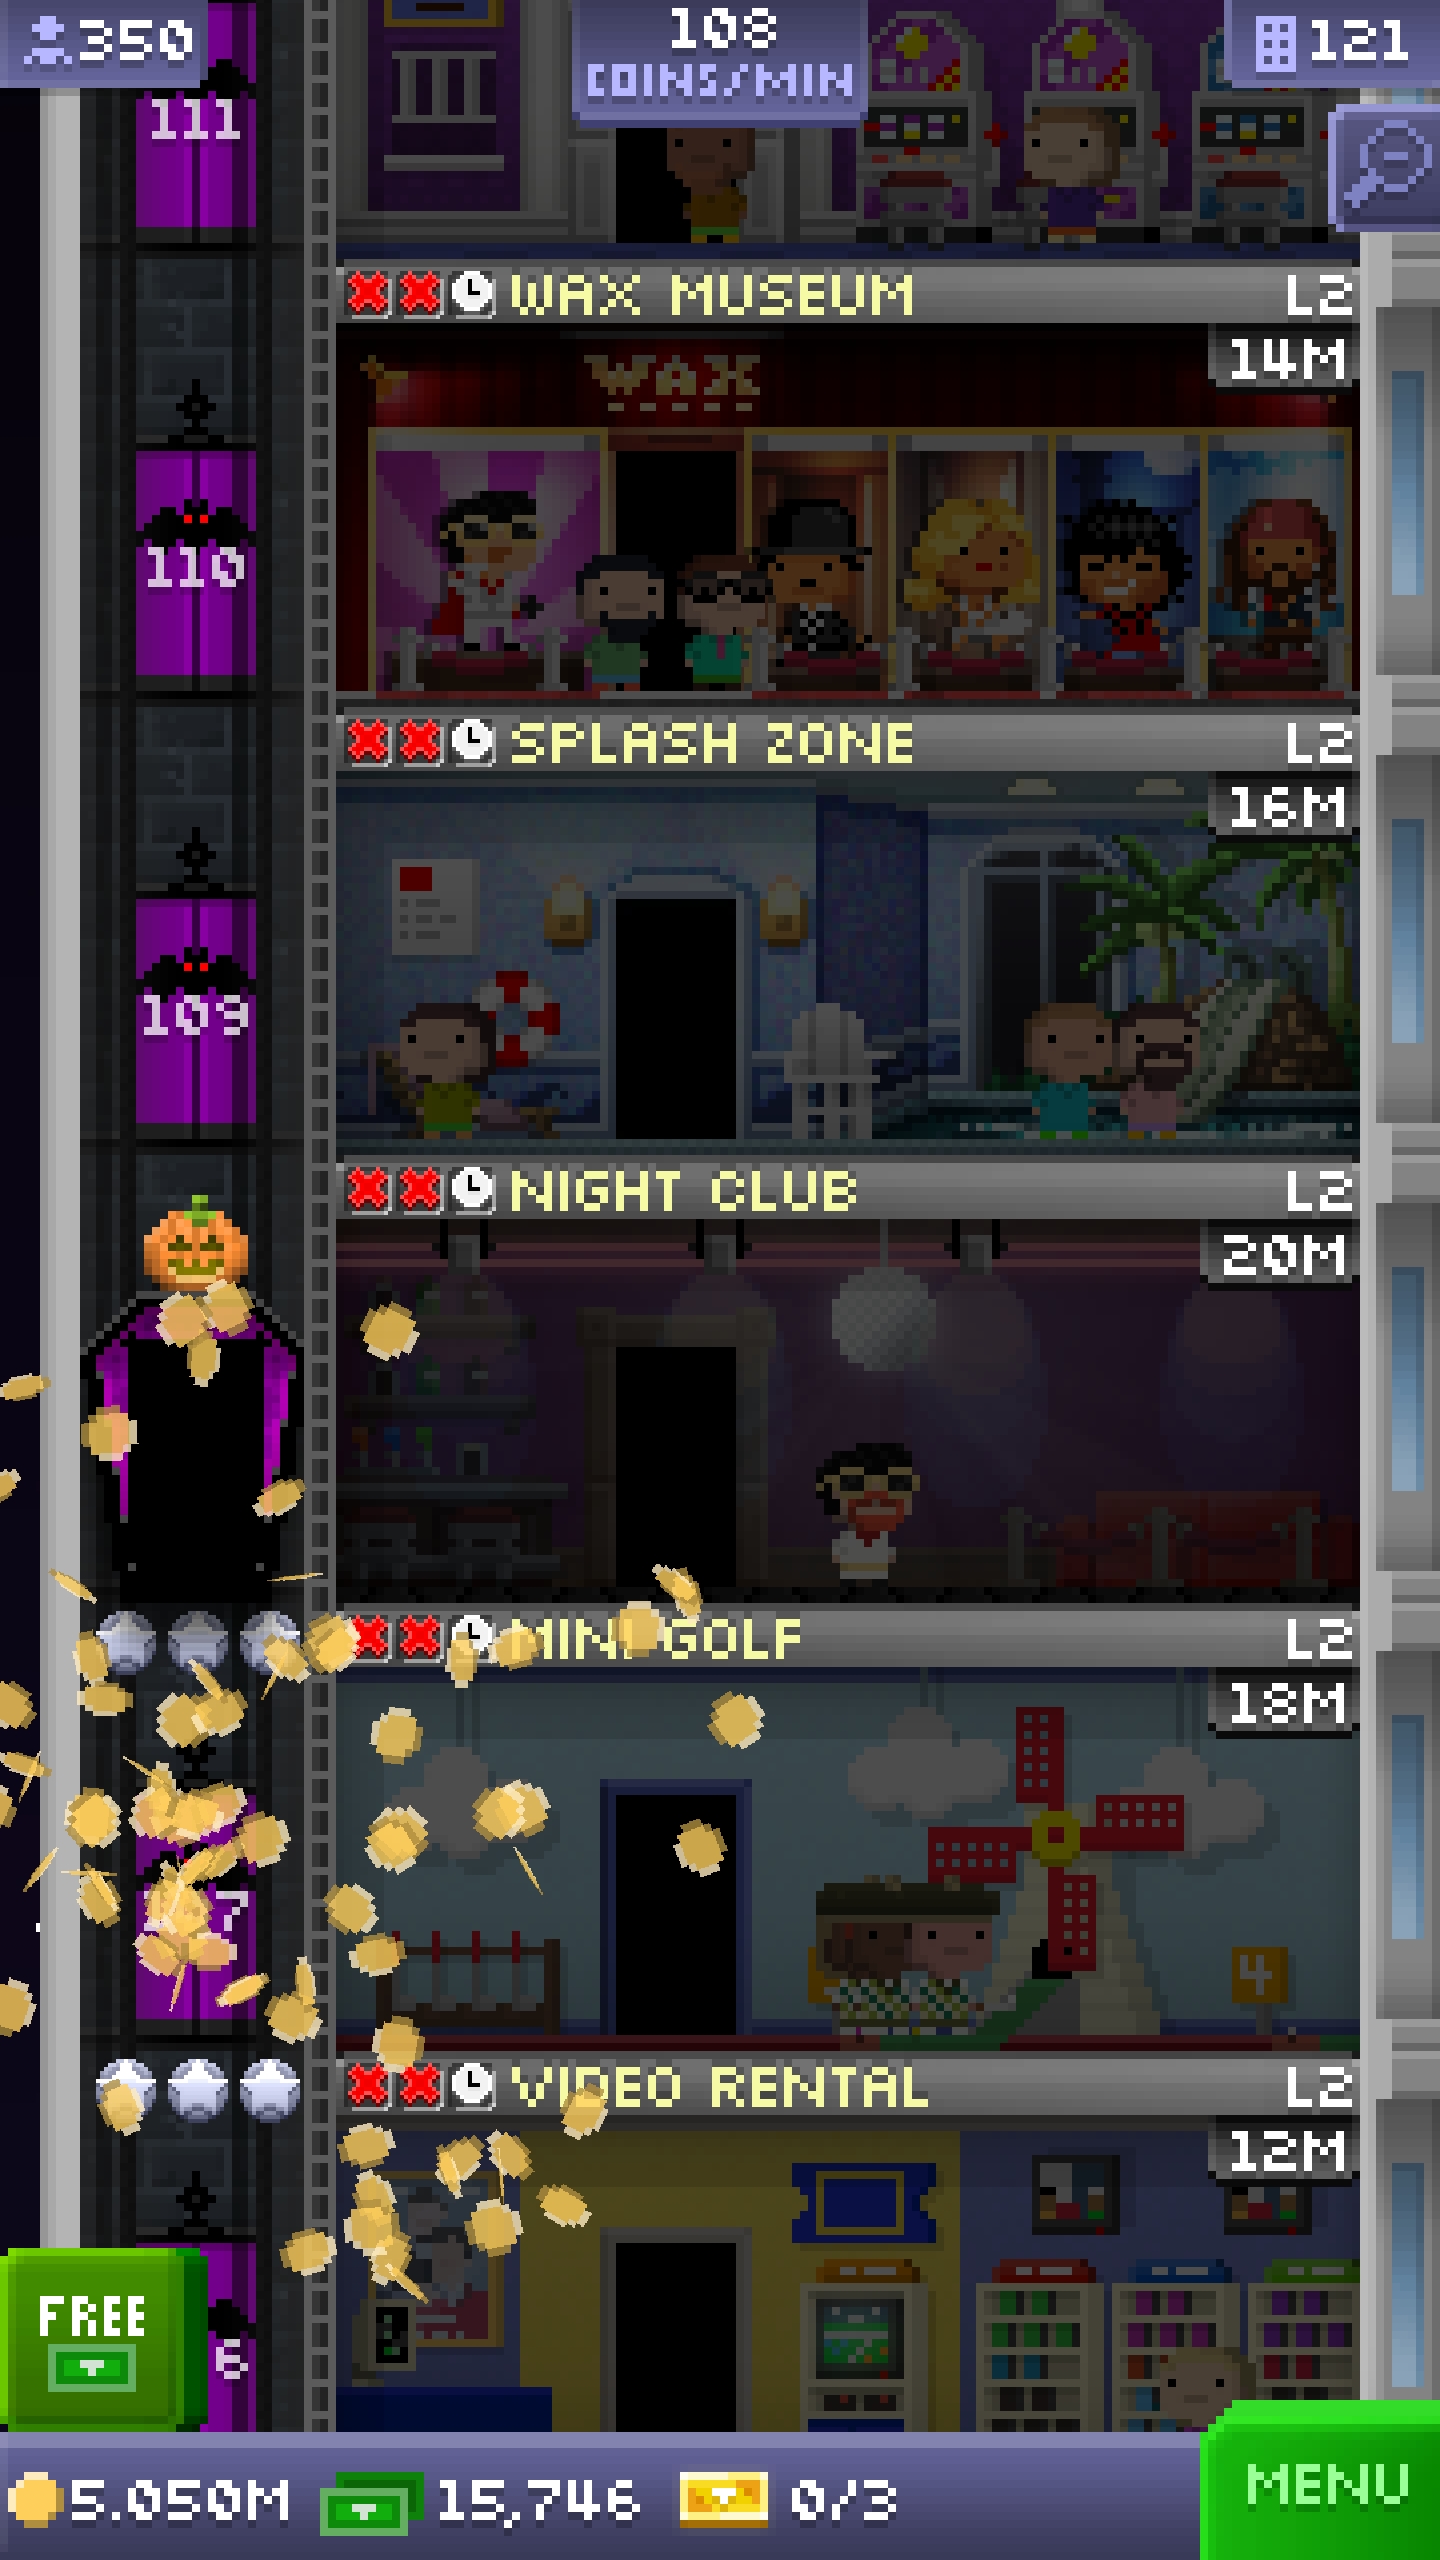 350
108
COINS/MIN
121
111
WAX MUSEUM L2
14M
WAX
110
SPLASH ZONE L2
16M
109
NIGHT CLUB L2
20M
MINI GOLF L2
18M
7
4
VIDEO RENTAL L2
12M
FREE
6
5.050M 15,746 0/3
MENU